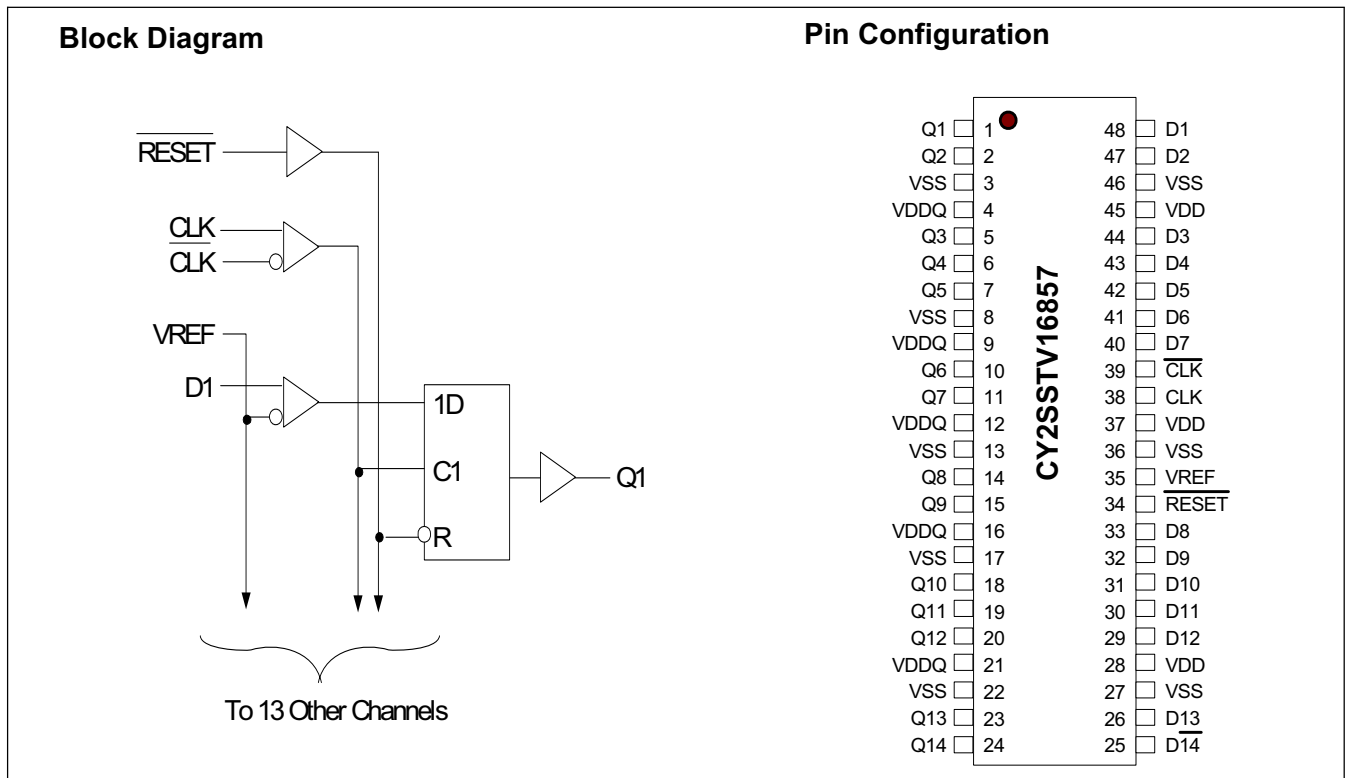 Block Diagram
RESET
CLK
CLK
VREF
D1
1D
C1
R
Q1
To 13 Other Channels
Pin Configuration
CY2SSTV16857
Q1 1 48 D1
Q2 2 47 D2
VSS 3 46 VSS
VDDQ 4 45 VDD
Q3 5 44 D3
Q4 6 43 D4
Q5 7 42 D5
VSS 8 41 D6
VDDQ 9 40 D7
Q6 10 39 CLK
Q7 11 38 CLK
VDDQ 12 37 VDD
VSS 13 36 VSS
Q8 14 35 VREF
Q9 15 34 RESET
VDDQ 16 33 D8
VSS 17 32 D9
Q10 18 31 D10
Q11 19 30 D11
Q12 20 29 D12
VDDQ 21 28 VDD
VSS 22 27 VSS
Q13 23 26 D13
Q14 24 25 D14